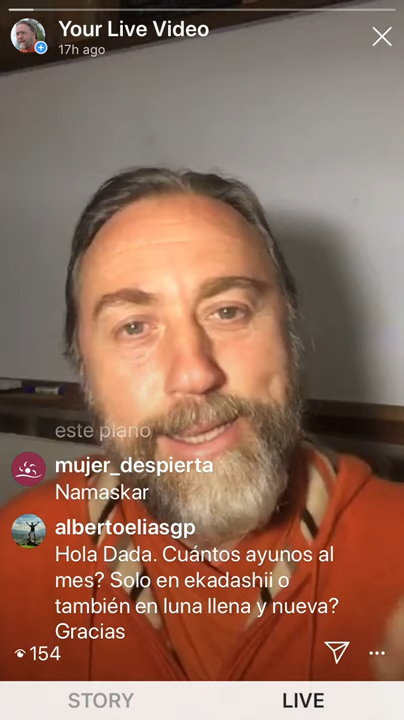 Your Live Video
17h ago
este plano
mujer_despierta
Namaskar
albertoeliasgp
Hola Dada. Cuántos ayunos al
mes? Solo en ekadashii o
también en luna llena y nueva?
Gracias
154
STORY
LIVE